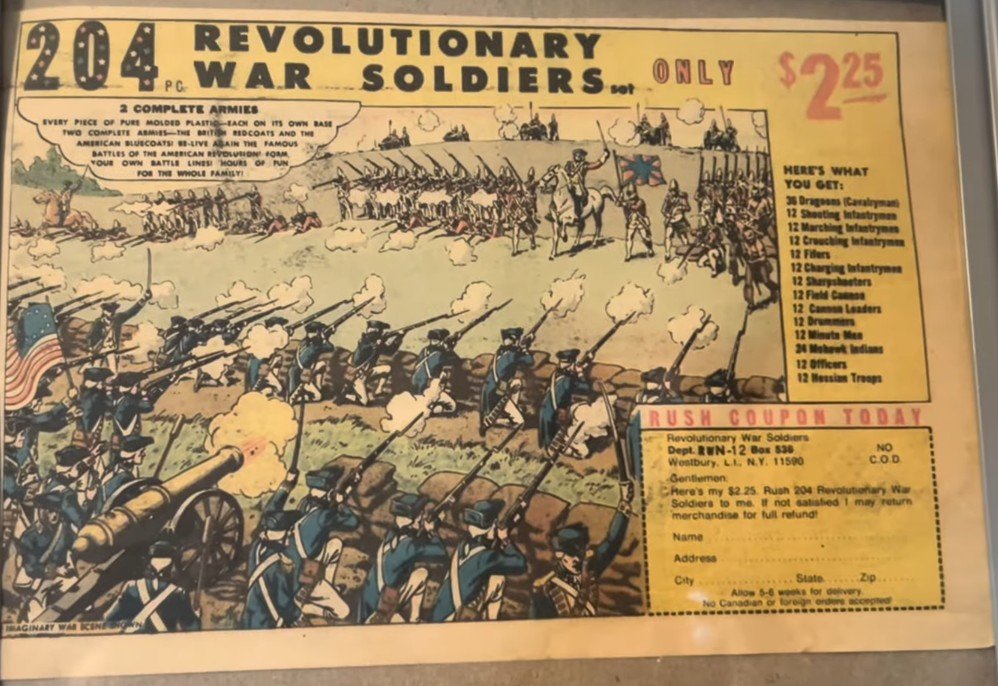 204 PC. REVOLUTIONARY
WAR SOLDIERS set
ONLY $2.25
2 COMPLETE ARMIES
EVERY PIECE OF PURE MOLDED PLASTIC—EACH ON ITS OWN BASE
TWO COMPLETE ARMIES—THE BRITISH REDCOATS AND THE
AMERICAN BLUECOATS! RE-LIVE AGAIN THE FAMOUS
BATTLES OF THE AMERICAN REVOLUTION! FORM
YOUR OWN BATTLE LINES! HOURS OF FUN
FOR THE WHOLE FAMILY!
HERE'S WHAT
YOU GET:
36 Dragoons (Cavalryman)
12 Shooting Infantrymen
12 Marching Infantrymen
12 Crouching Infantrymen
12 Fifers
12 Charging Infantrymen
12 Sharpshooters
12 Field Cannon
12 Cannon Leaders
12 Drummers
12 Minute Men
24 Mohawk Indians
12 Officers
12 Hessian Troops
RUSH COUPON TODAY
Revolutionary War Soldiers
Dept. RWN-12 Box 536
Westbury, L.I., N.Y. 11590
NO
C.O.D.
Gentlemen:
Here's my $2.25. Rush 204 Revolutionary War
Soldiers to me. If not satisfied I may return
merchandise for full refund!
Name
Address
City State Zip
Allow 5-6 weeks for delivery.
No Canadian or foreign orders accepted!
IMAGINARY WAR SCENE SHOWN